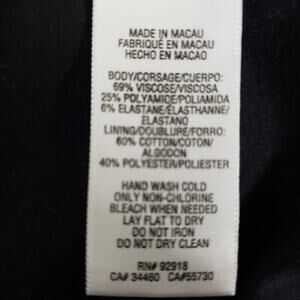 MADE IN MACAU
FABRIQUÉ EN MACAU
HECHO EN MACAO
BODY/CORSAGE/CUERPO:
69% VISCOSE/VISCOSA
25% POLYAMIDE/POLIAMIDA
6% ELASTANE/ÉLASTHANNE/
ELASTANO
LINING/DOUBLURE/FORRO:
60% COTTON/COTON/
ALGODON
40% POLYESTER/POLIESTER
HAND WASH COLD
ONLY NON-CHLORINE
BLEACH WHEN NEEDED
LAY FLAT TO DRY
DO NOT IRON
DO NOT DRY CLEAN
RN# 92918
CA# 34460 CA#55730